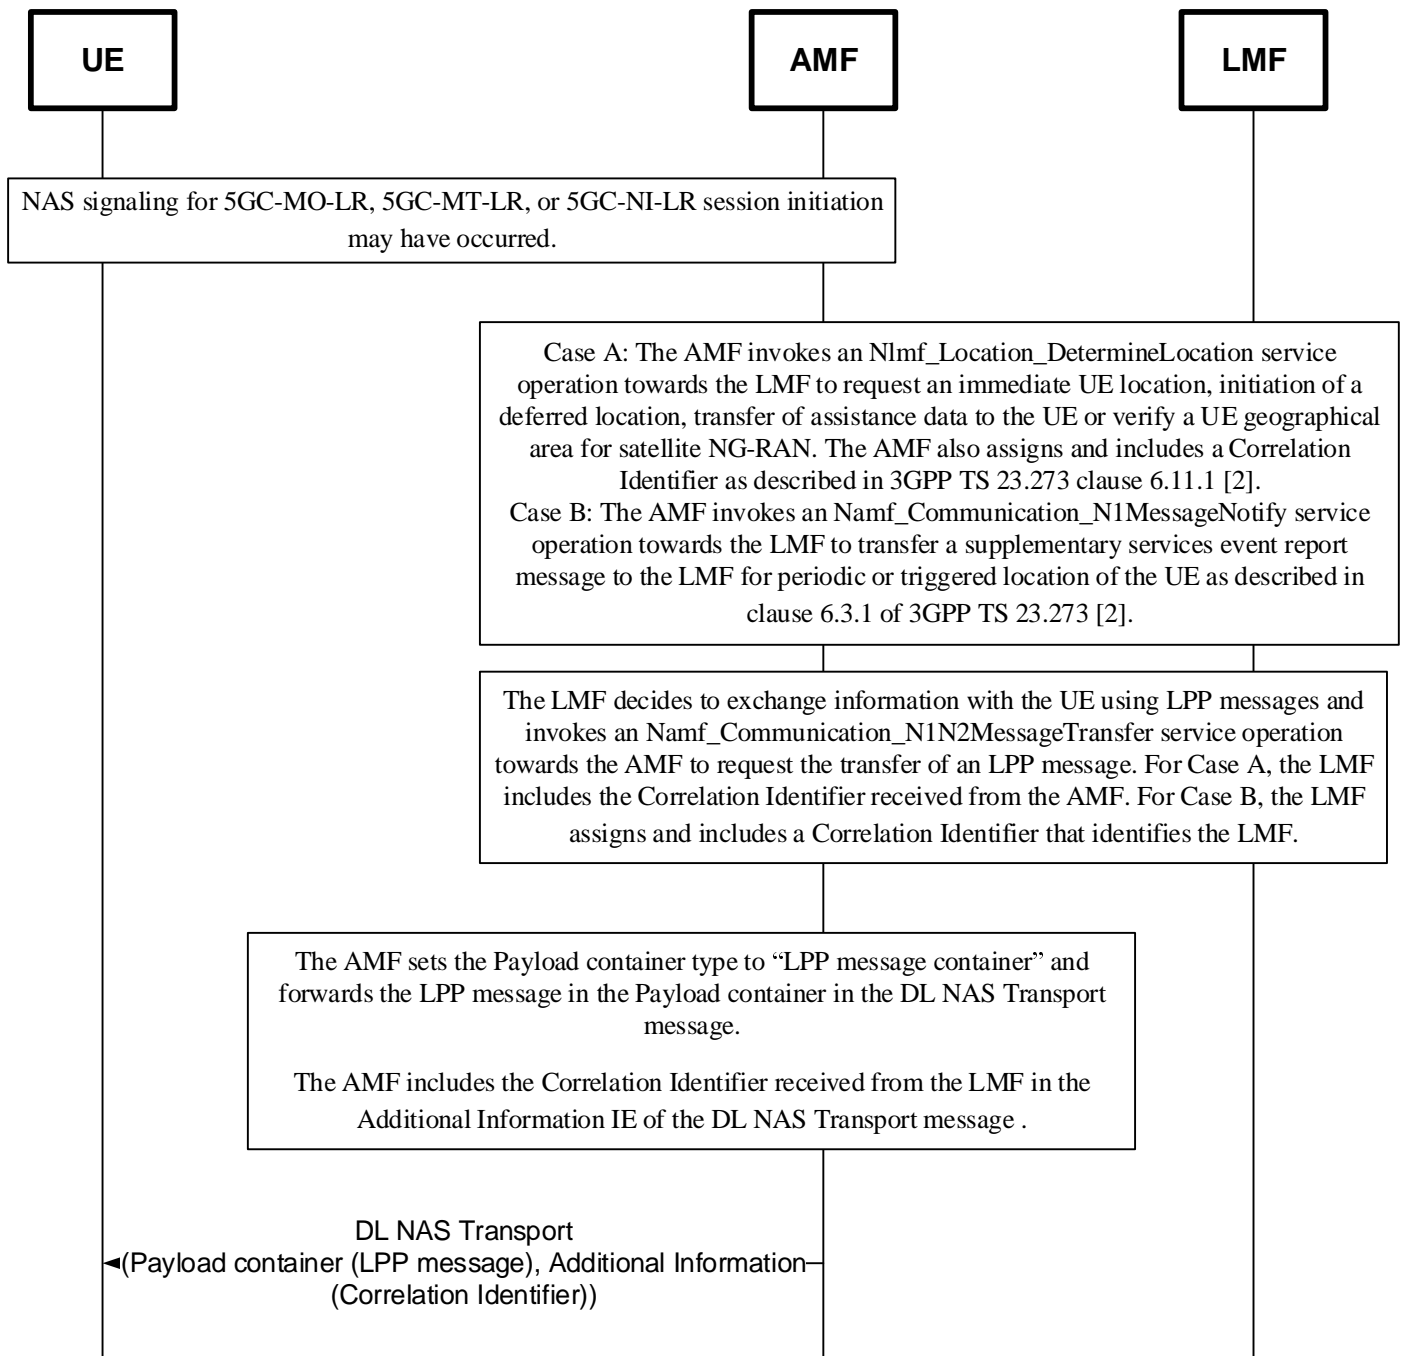 UE
AMF
LMF
NAS signaling for 5GC-MO-LR, 5GC-MT-LR, or 5GC-NI-LR session initiation
may have occurred.
Case A: The AMF invokes an Nlmf_Location_DetermineLocation service
operation towards the LMF to request an immediate UE location, initiation of a
deferred location, transfer of assistance data to the UE or verify a UE geographical
area for satellite NG-RAN. The AMF also assigns and includes a Correlation
Identifier as described in 3GPP TS 23.273 clause 6.11.1 [2].
Case B: The AMF invokes an Namf_Communication_N1MessageNotify service
operation towards the LMF to transfer a supplementary services event report
message to the LMF for periodic or triggered location of the UE as described in
clause 6.3.1 of 3GPP TS 23.273 [2].
The LMF decides to exchange information with the UE using LPP messages and
invokes an Namf_Communication_N1N2MessageTransfer service operation
towards the AMF to request the transfer of an LPP message. For Case A, the LMF
includes the Correlation Identifier received from the AMF. For Case B, the LMF
assigns and includes a Correlation Identifier that identifies the LMF.
The AMF sets the Payload container type to “LPP message container” and
forwards the LPP message in the Payload container in the DL NAS Transport
message.
The AMF includes the Correlation Identifier received from the LMF in the
Additional Information IE of the DL NAS Transport message .
DL NAS Transport
(Payload container (LPP message), Additional Information
(Correlation Identifier))